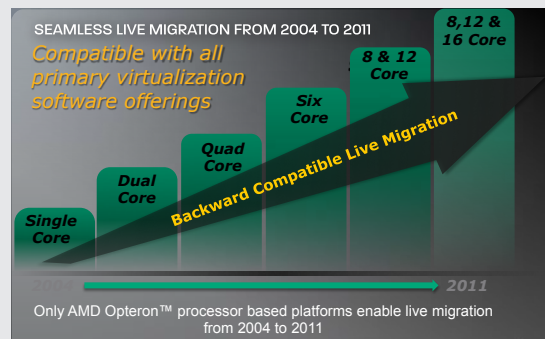 SEAMLESS LIVE MIGRATION FROM 2004 TO 2011
Compatible with all
primary virtualization
software offerings
Single
Core
Dual
Core
Quad
Core
Six
Core
8 & 12
Core
8,12 &
16 Core
Backward Compatible Live Migration
2004
2011
Only AMD Opteron™ processor based platforms enable live migration
from 2004 to 2011